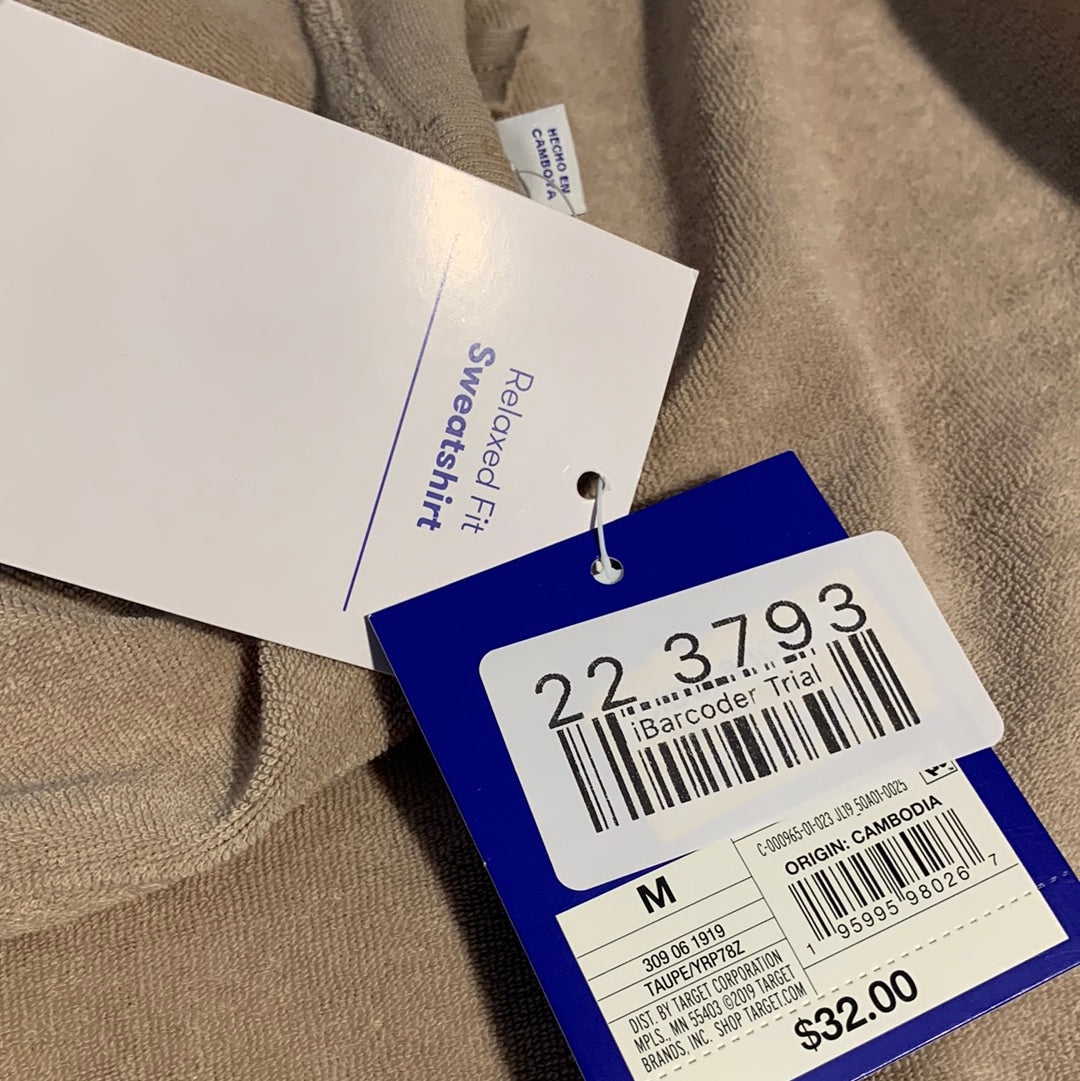 HECHO EN
CAMBOYA
Relaxed Fit
Sweatshirt
22 3793
iBarcoder Trial
C-000965-01-023 JL19_50A01-0025
ORIGIN: CAMBODIA
1 95995 98026 7
M
309 06 1919
TAUPE/YRP78Z
DIST. BY TARGET CORPORATION
MPLS., MN 55403 ©2019 TARGET
BRANDS, INC. SHOP TARGET.COM
$32.00